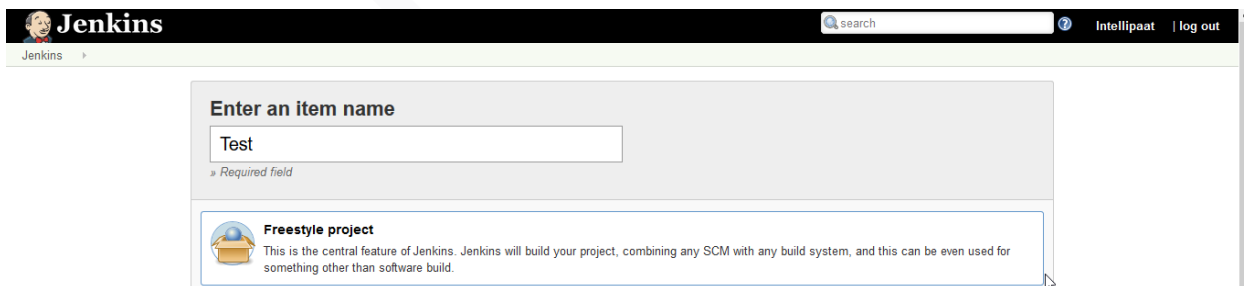 Jenkins
search
?
Intellipaat | log out
Jenkins
Enter an item name
Test
» Required field
Freestyle project
This is the central feature of Jenkins. Jenkins will build your project, combining any SCM with any build system, and this can be even used for
something other than software build.